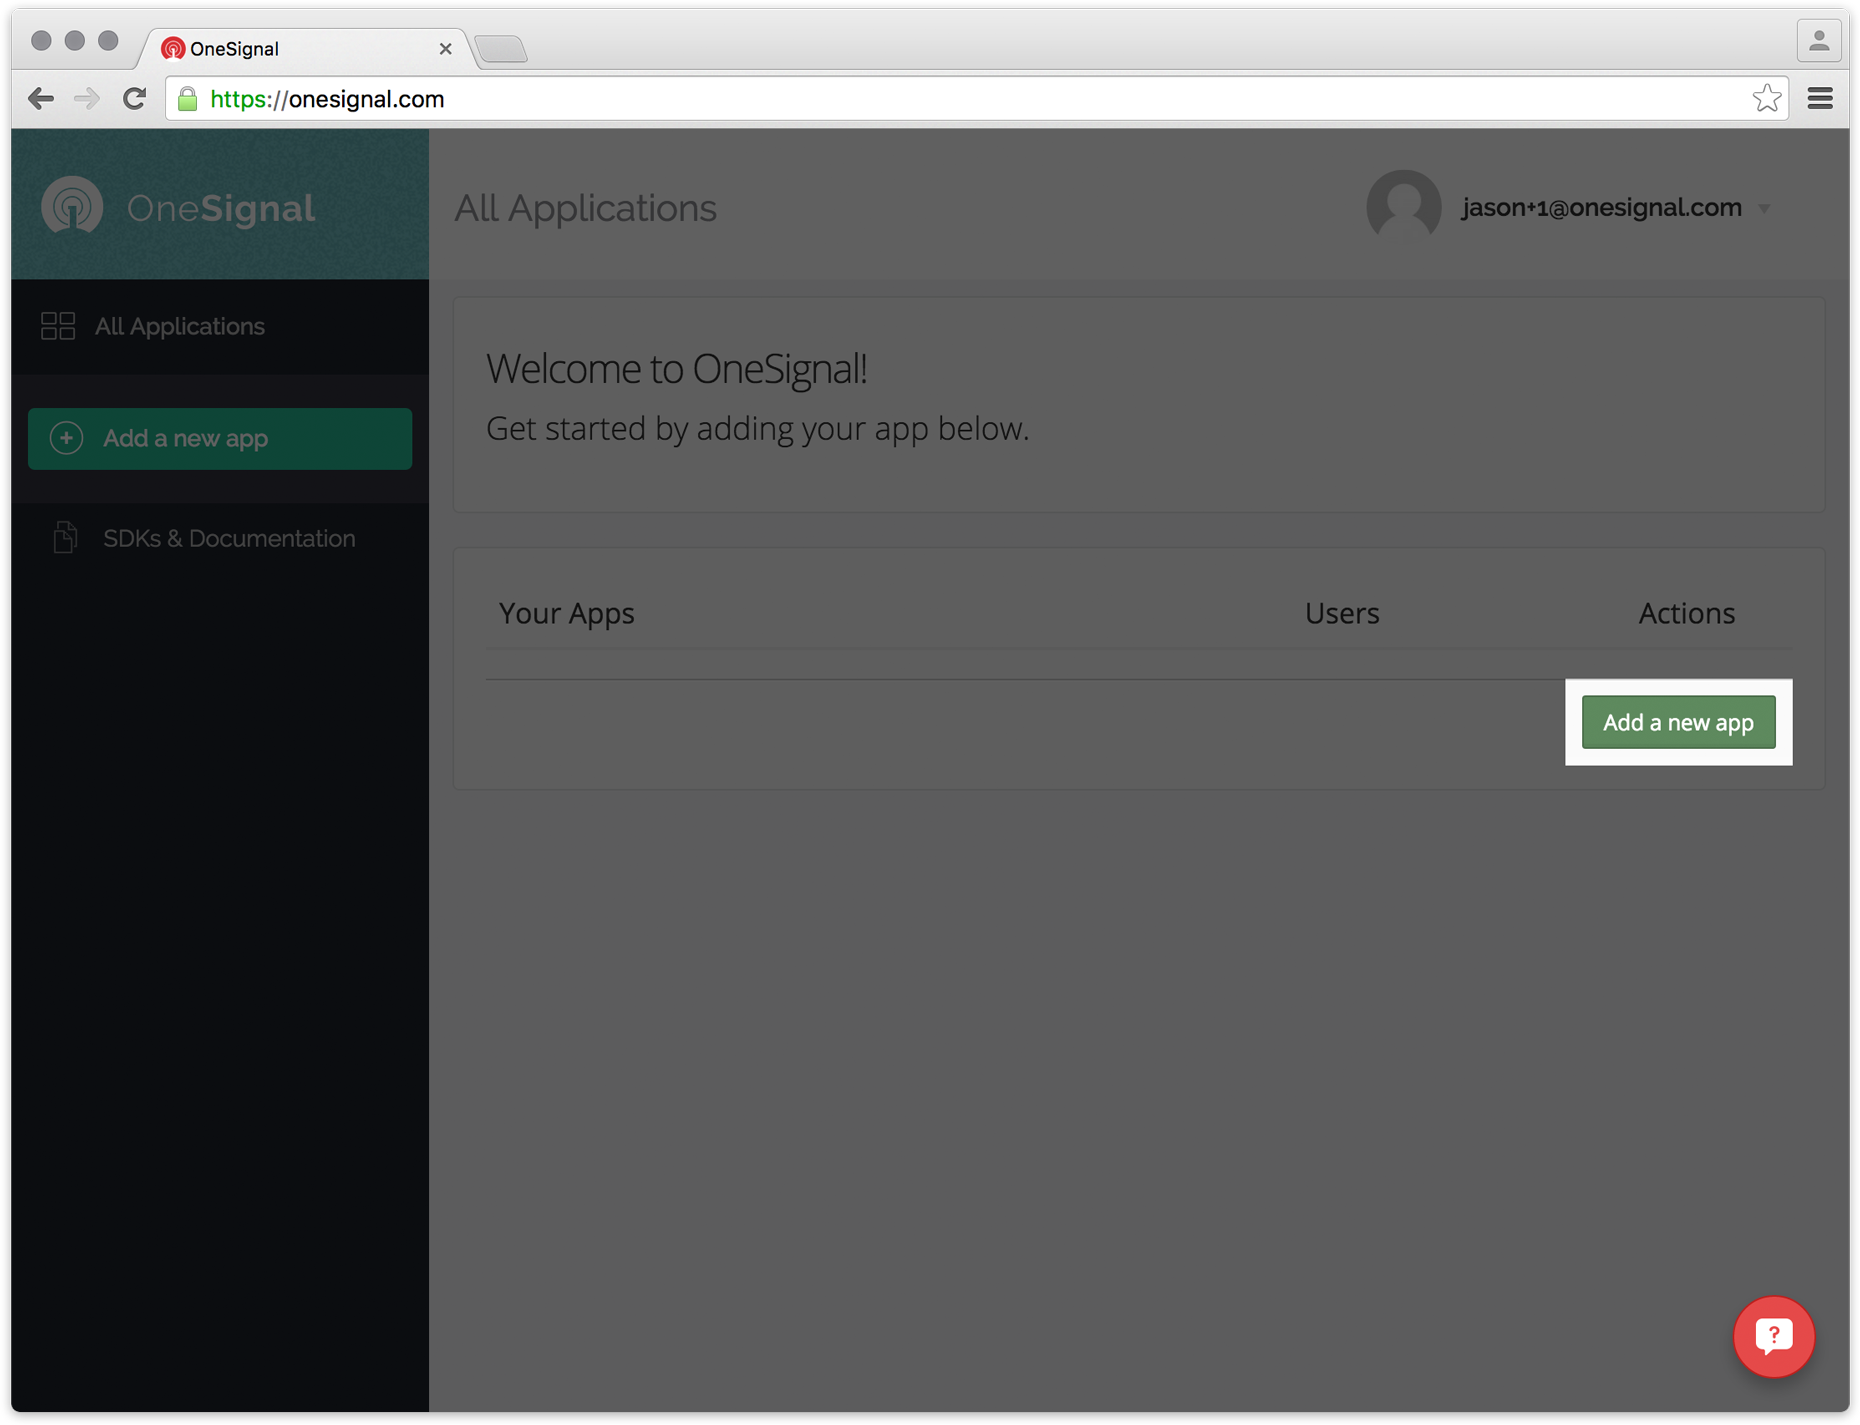 OneSignal
https://onesignal.com
OneSignal
All Applications
jason+1@onesignal.com
All Applications
Add a new app
SDKs & Documentation
Welcome to OneSignal!
Get started by adding your app below.
Your Apps Users Actions
Add a new app
?